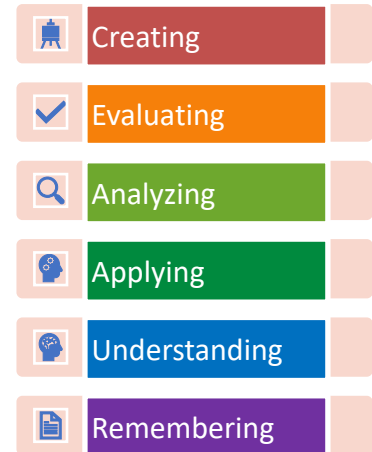 Creating
Evaluating
Analyzing
Applying
Understanding
Remembering